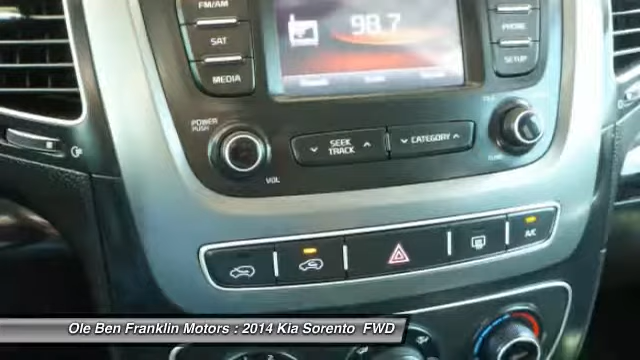 FM/AM
SAT
MEDIA
98.7
PHONE
SETUP
POWER
PUSH
VOL
SEEK
TRACK
CATEGORY
TUNE
A/C
Ole Ben Franklin Motors : 2014 Kia Sorento FWD